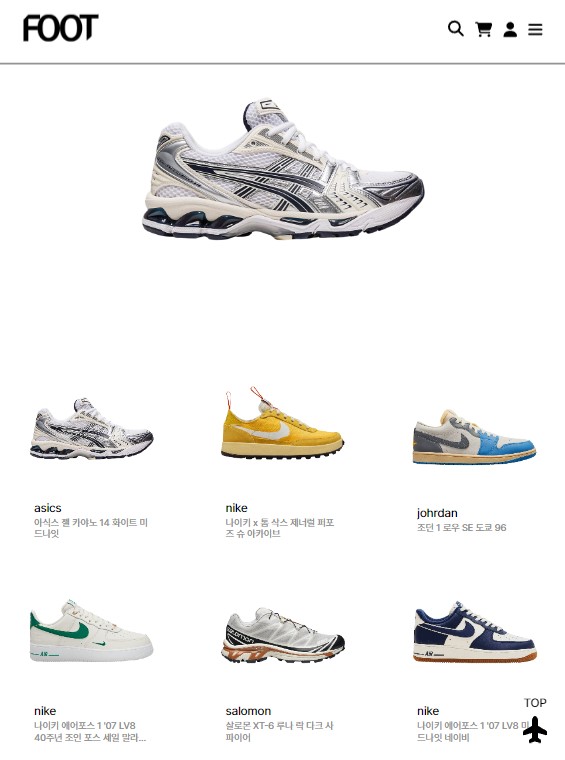 FOOT
asics
아식스 젤 카야노 14 화이트 미
드나잇
nike
나이키 x 톰 삭스 제너럴 퍼포
즈 슈 아카이브
johrdan
조던 1 로우 SE 도쿄 96
nike
나이키 에어포스 1 '07 LV8
40주년 조인 포스 세일 말라...
salomon
살로몬 XT-6 루나 락 다크 사
파이어
nike
나이키 에어포스 1 '07 LV8 미
드나잇 네이비
TOP